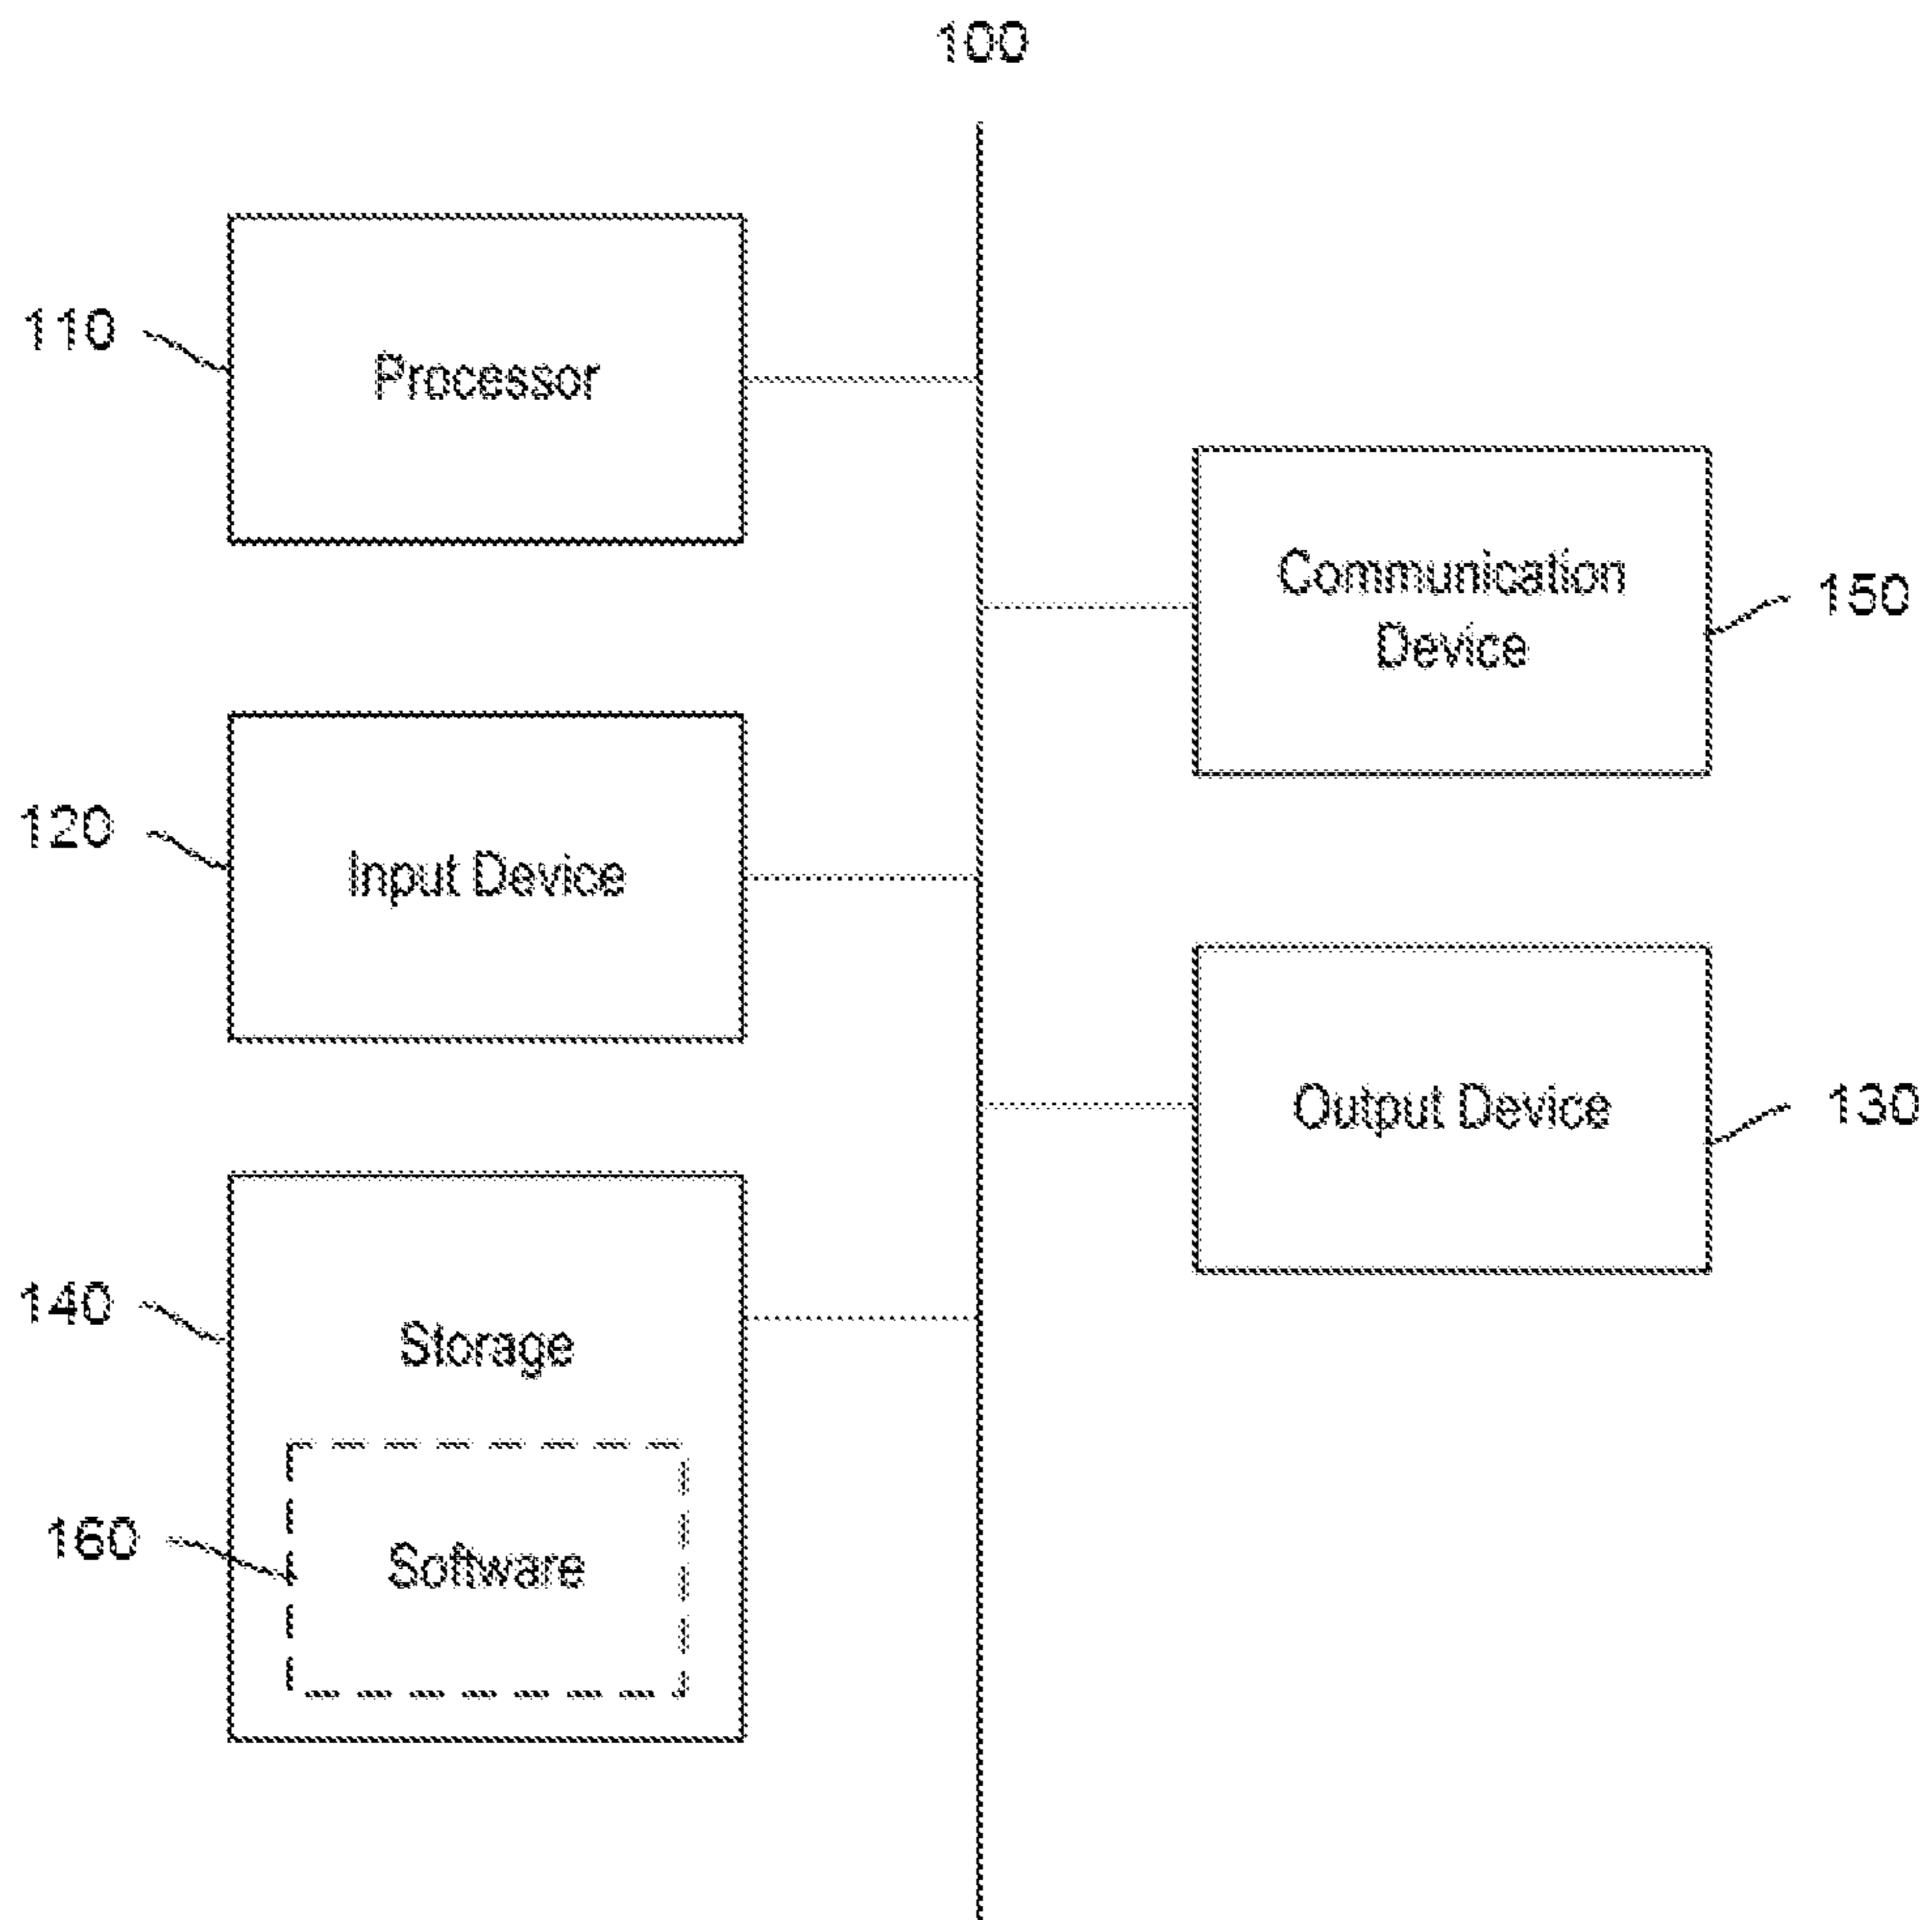 100
110
Processor
Communication
Device
150
120
Input Device
Output Device
130
140
Storage
160
Software